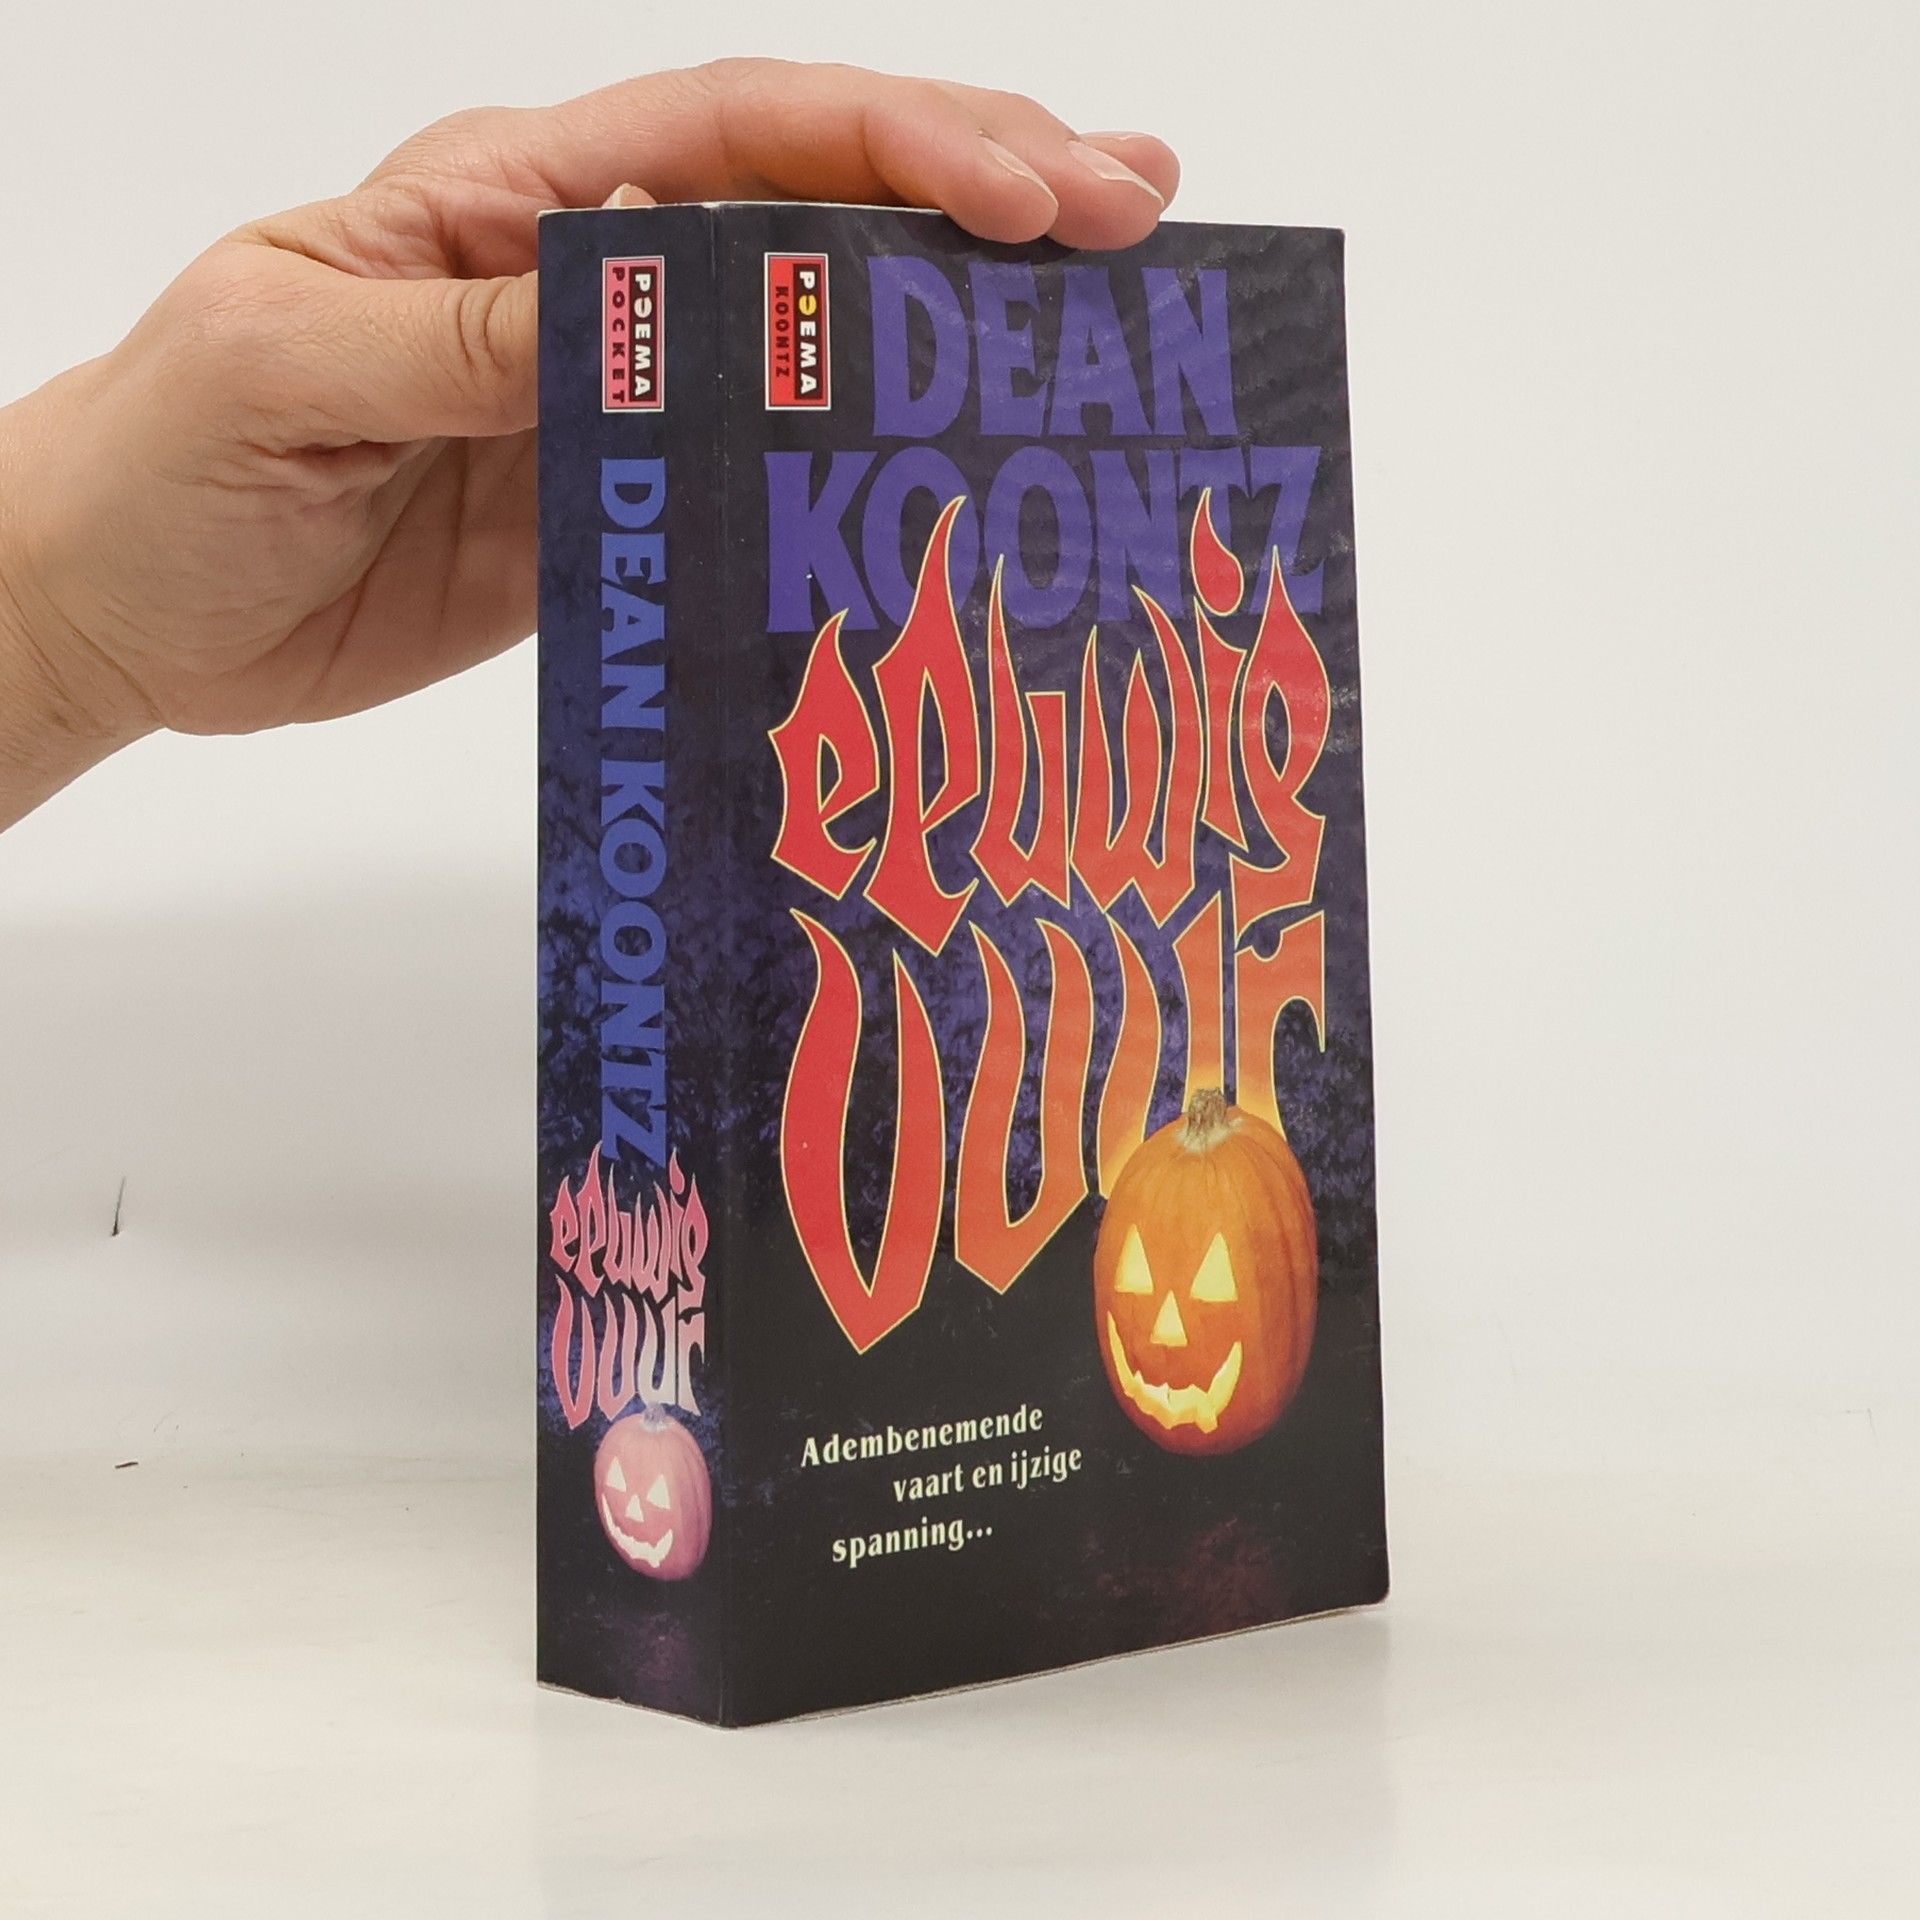 POEMA
POCKET
DEAN KOONTZ
eeuwig
vuur
POEMA
KOONTZ
DEAN
KOONTZ
eeuwig
vuur
Adembenemende
vaart en ijzige
spanning...